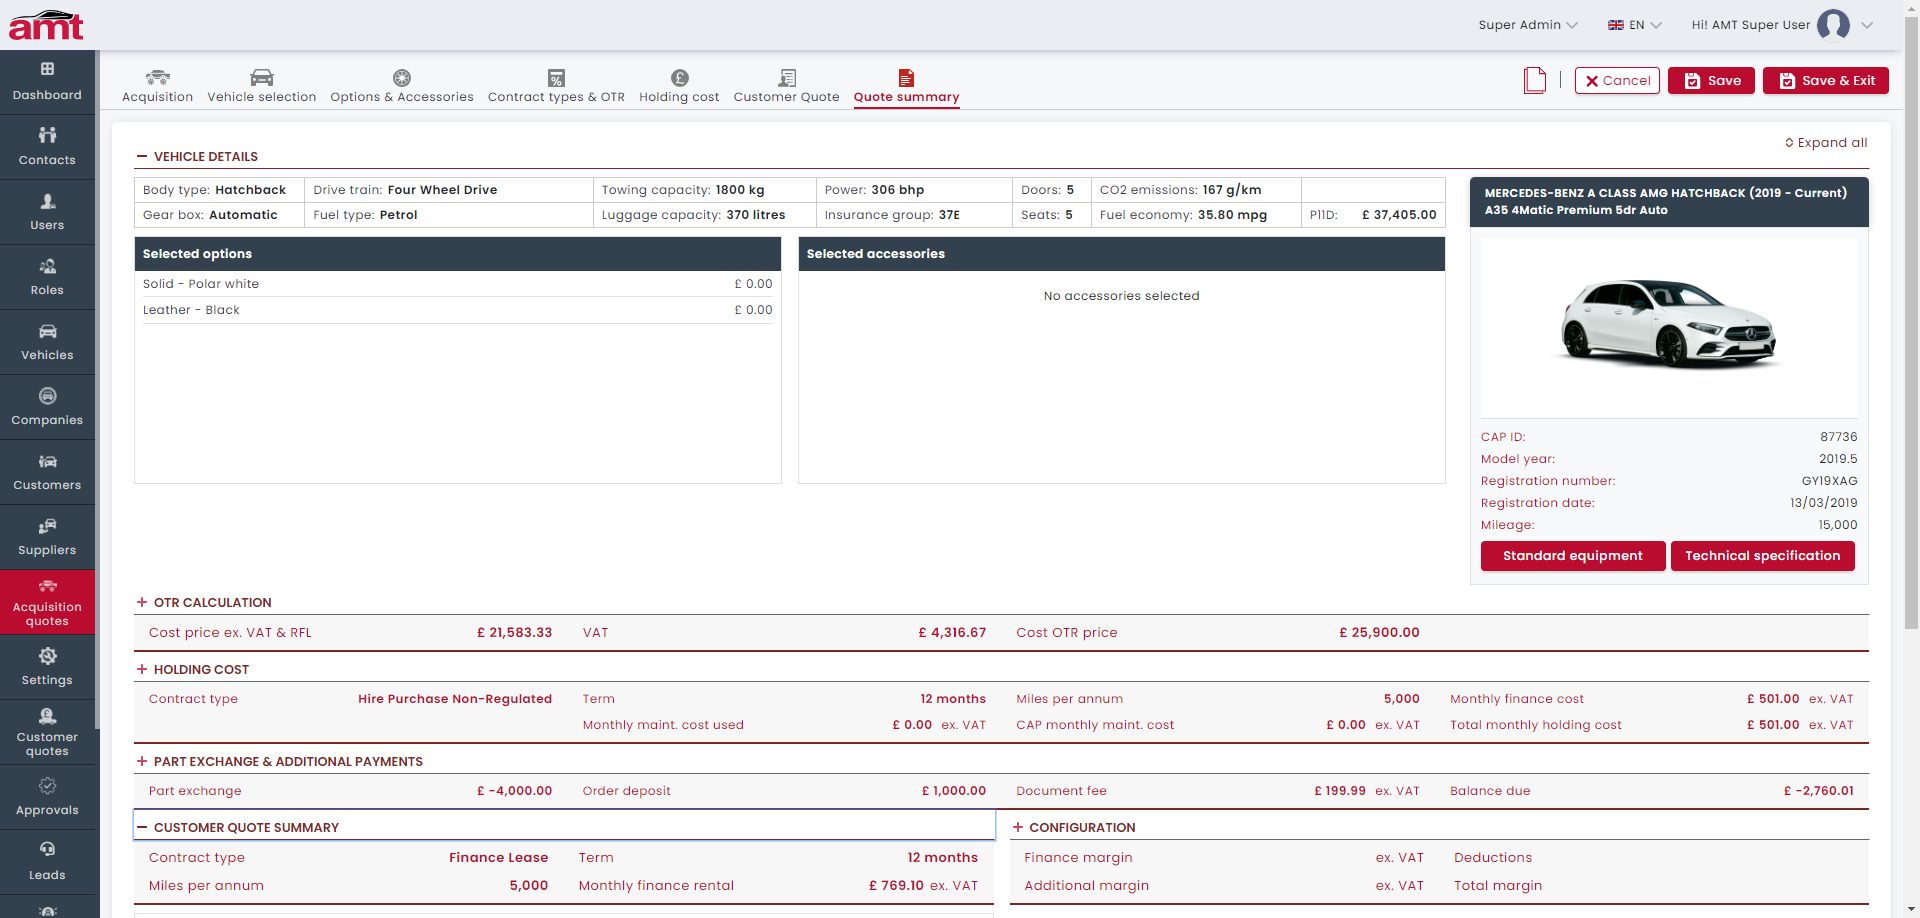 amt
Super Admin
EN
Hi! AMT Super User
Dashboard
Contacts
Users
Roles
Vehicles
Companies
Customers
Suppliers
Acquisition
quotes
Settings
Customer
quotes
Approvals
Leads
Acquisition
Vehicle selection
Options & Accessories
Contract types & OTR
Holding cost
Customer Quote
Quote summary
Cancel
Save
Save & Exit
Expand all
VEHICLE DETAILS
Body type: Hatchback
Drive train: Four Wheel Drive
Towing capacity: 1800 kg
Power: 306 bhp
Doors: 5
CO2 emissions: 167 g/km
Gear box: Automatic
Fuel type: Petrol
Luggage capacity: 370 litres
Insurance group: 37E
Seats: 5
Fuel economy: 35.80 mpg
P11D: £ 37,405.00
Selected options
Solid - Polar white £ 0.00
Leather - Black £ 0.00
Selected accessories
No accessories selected
MERCEDES-BENZ A CLASS AMG HATCHBACK (2019 - Current)
A35 4Matic Premium 5dr Auto
CAP ID: 87736
Model year: 2019.5
Registration number: GY19XAG
Registration date: 13/03/2019
Mileage: 15,000
Standard equipment
Technical specification
OTR CALCULATION
Cost price ex. VAT & RFL £ 21,583.33 VAT £ 4,316.67 Cost OTR price £ 25,900.00
HOLDING COST
Contract type Hire Purchase Non-Regulated Term 12 months Miles per annum 5,000 Monthly finance cost £ 501.00 ex. VAT
Monthly maint. cost used £ 0.00 ex. VAT CAP monthly maint. cost £ 0.00 ex. VAT Total monthly holding cost £ 501.00 ex. VAT
PART EXCHANGE & ADDITIONAL PAYMENTS
Part exchange £ -4,000.00 Order deposit £ 1,000.00 Document fee £ 199.99 ex. VAT Balance due £ -2,760.01
CUSTOMER QUOTE SUMMARY
Contract type Finance Lease Term 12 months
Miles per annum 5,000 Monthly finance rental £ 769.10 ex. VAT
CONFIGURATION
Finance margin ex. VAT Deductions
Additional margin ex. VAT Total margin